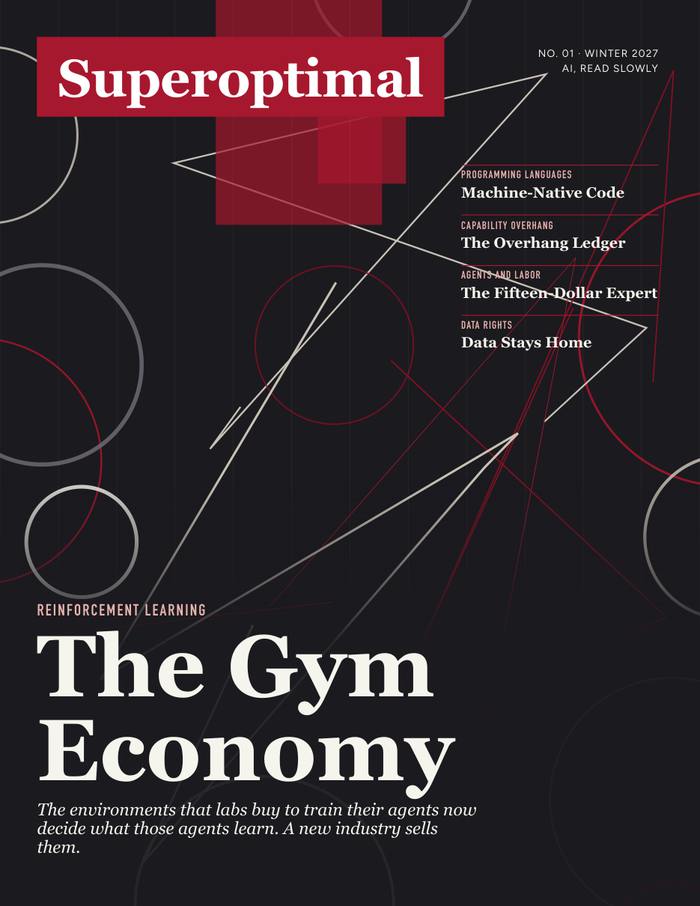 Superoptimal
NO. 01 · WINTER 2027
AI, READ SLOWLY
PROGRAMMING LANGUAGES
Machine-Native Code
CAPABILITY OVERHANG
The Overhang Ledger
AGENTS AND LABOR
The Fifteen-Dollar Expert
DATA RIGHTS
Data Stays Home
REINFORCEMENT LEARNING
The Gym
Economy
The environments that labs buy to train their agents now
decide what those agents learn. A new industry sells
them.